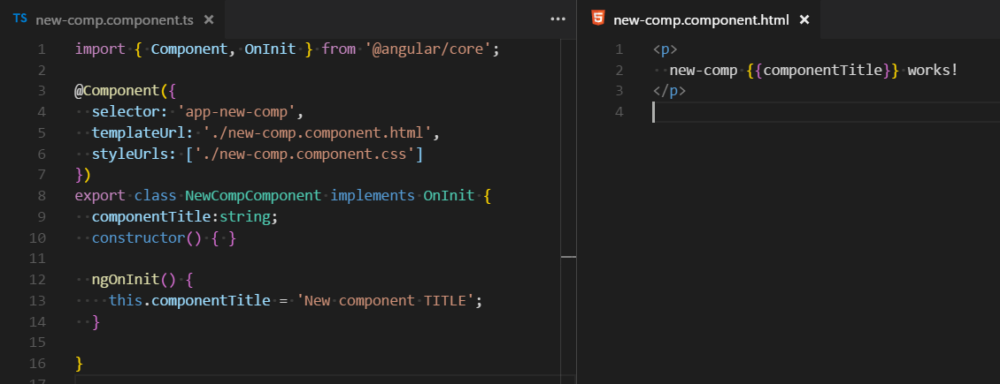 TS new-comp.component.ts × ···
1 import { Component, OnInit } from '@angular/core';
2
3 @Component({
4   selector: 'app-new-comp',
5   templateUrl: './new-comp.component.html',
6   styleUrls: ['./new-comp.component.css']
7 })
8 export class NewCompComponent implements OnInit {
9   componentTitle:string;
10   constructor() { }
11
12   ngOnInit() {
13     this.componentTitle = 'New component TITLE';
14   }
15
16 }
17
5 new-comp.component.html ×
1 <p>
2   new-comp {{componentTitle}} works!
3 </p>
4